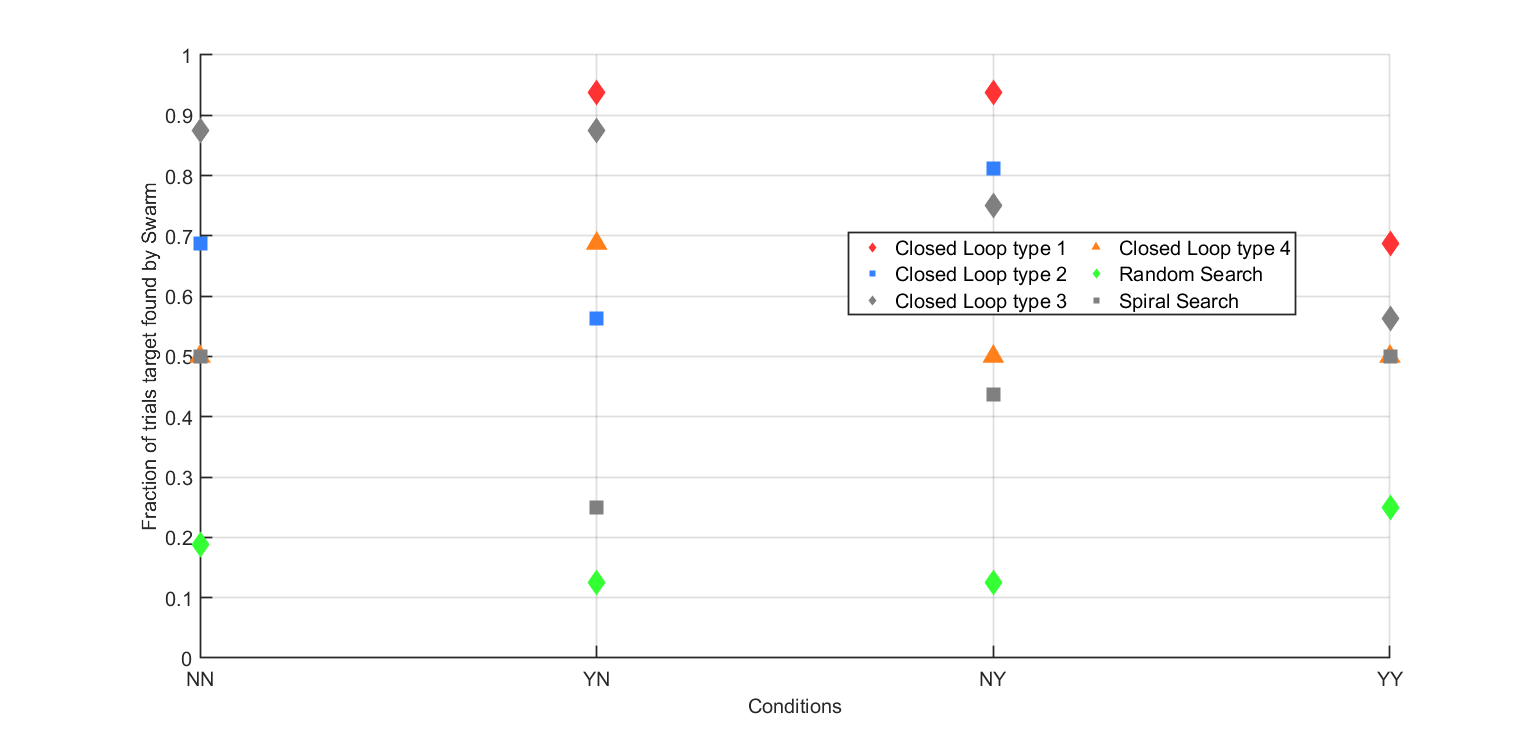 1
0.9
0.8
0.7
0.6
0.5
0.4
0.3
0.2
0.1
0
Fraction of trials target found by Swarm
Closed Loop type 1
Closed Loop type 2
Closed Loop type 3
Closed Loop type 4
Random Search
Spiral Search
NN YN NY YY
Conditions